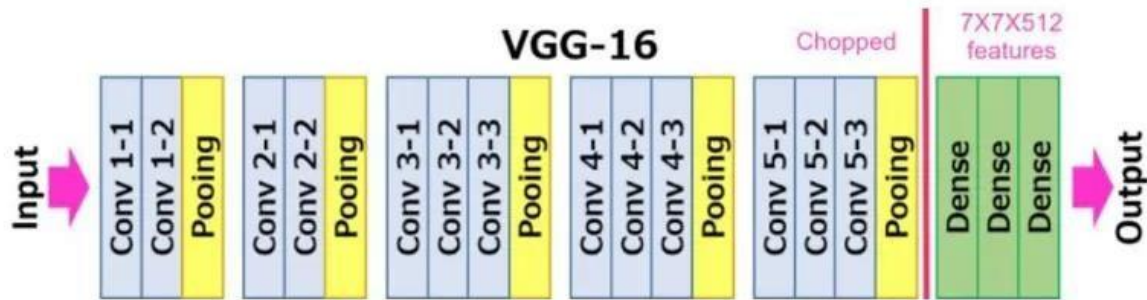 VGG-16
Chopped
7X7X512
features
Input
Conv 1-1
Conv 1-2
Pooing
Conv 2-1
Conv 2-2
Pooing
Conv 3-1
Conv 3-2
Conv 3-3
Pooing
Conv 4-1
Conv 4-2
Conv 4-3
Pooing
Conv 5-1
Conv 5-2
Conv 5-3
Pooing
Dense
Dense
Dense
Output